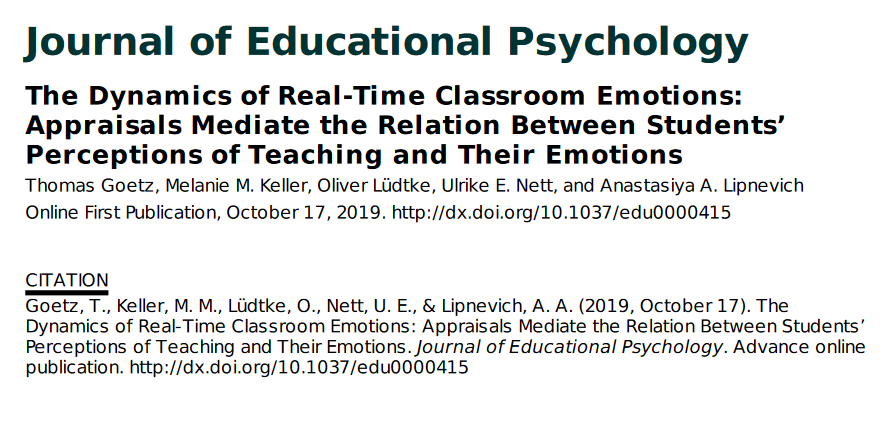 Journal of Educational Psychology
The Dynamics of Real-Time Classroom Emotions:
Appraisals Mediate the Relation Between Students’
Perceptions of Teaching and Their Emotions
Thomas Goetz, Melanie M. Keller, Oliver Lüdtke, Ulrike E. Nett, and Anastasiya A. Lipnevich
Online First Publication, October 17, 2019. http://dx.doi.org/10.1037/edu0000415
CITATION
Goetz, T., Keller, M. M., Lüdtke, O., Nett, U. E., & Lipnevich, A. A. (2019, October 17). The
Dynamics of Real-Time Classroom Emotions: Appraisals Mediate the Relation Between Students’
Perceptions of Teaching and Their Emotions. Journal of Educational Psychology. Advance online
publication. http://dx.doi.org/10.1037/edu0000415